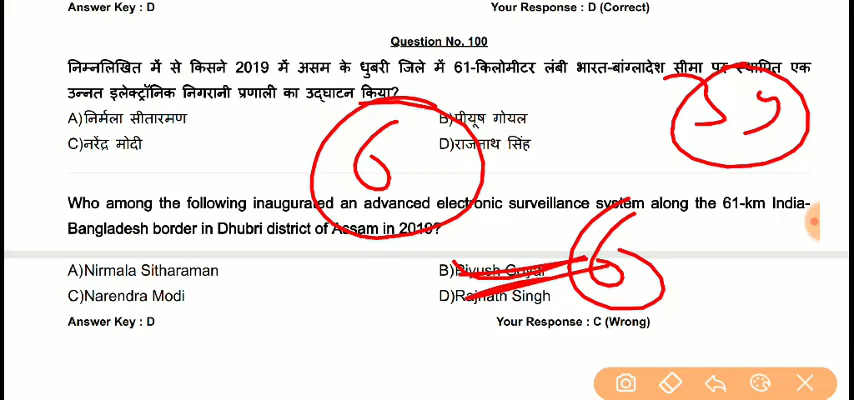 Answer Key : D Your Response : D (Correct)
Question No. 100
निम्नलिखित में से किसने 2019 में असम के धुबरी जिले में 61-किलोमीटर लंबी भारत-बांग्लादेश सीमा पर स्थापित एक
उन्नत इलेक्ट्रॉनिक निगरानी प्रणाली का उद्घाटन किया?
A)निर्मला सीतारमण B)पीयूष गोयल
C)नरेंद्र मोदी D)राजनाथ सिंह
6
Who among the following inaugurated an advanced electronic surveillance system along the 61-km India-
Bangladesh border in Dhubri district of Assam in 2019?
A)Nirmala Sitharaman B)Piyush Goyal
C)Narendra Modi D)Rajnath Singh
6
Answer Key : D Your Response : C (Wrong)